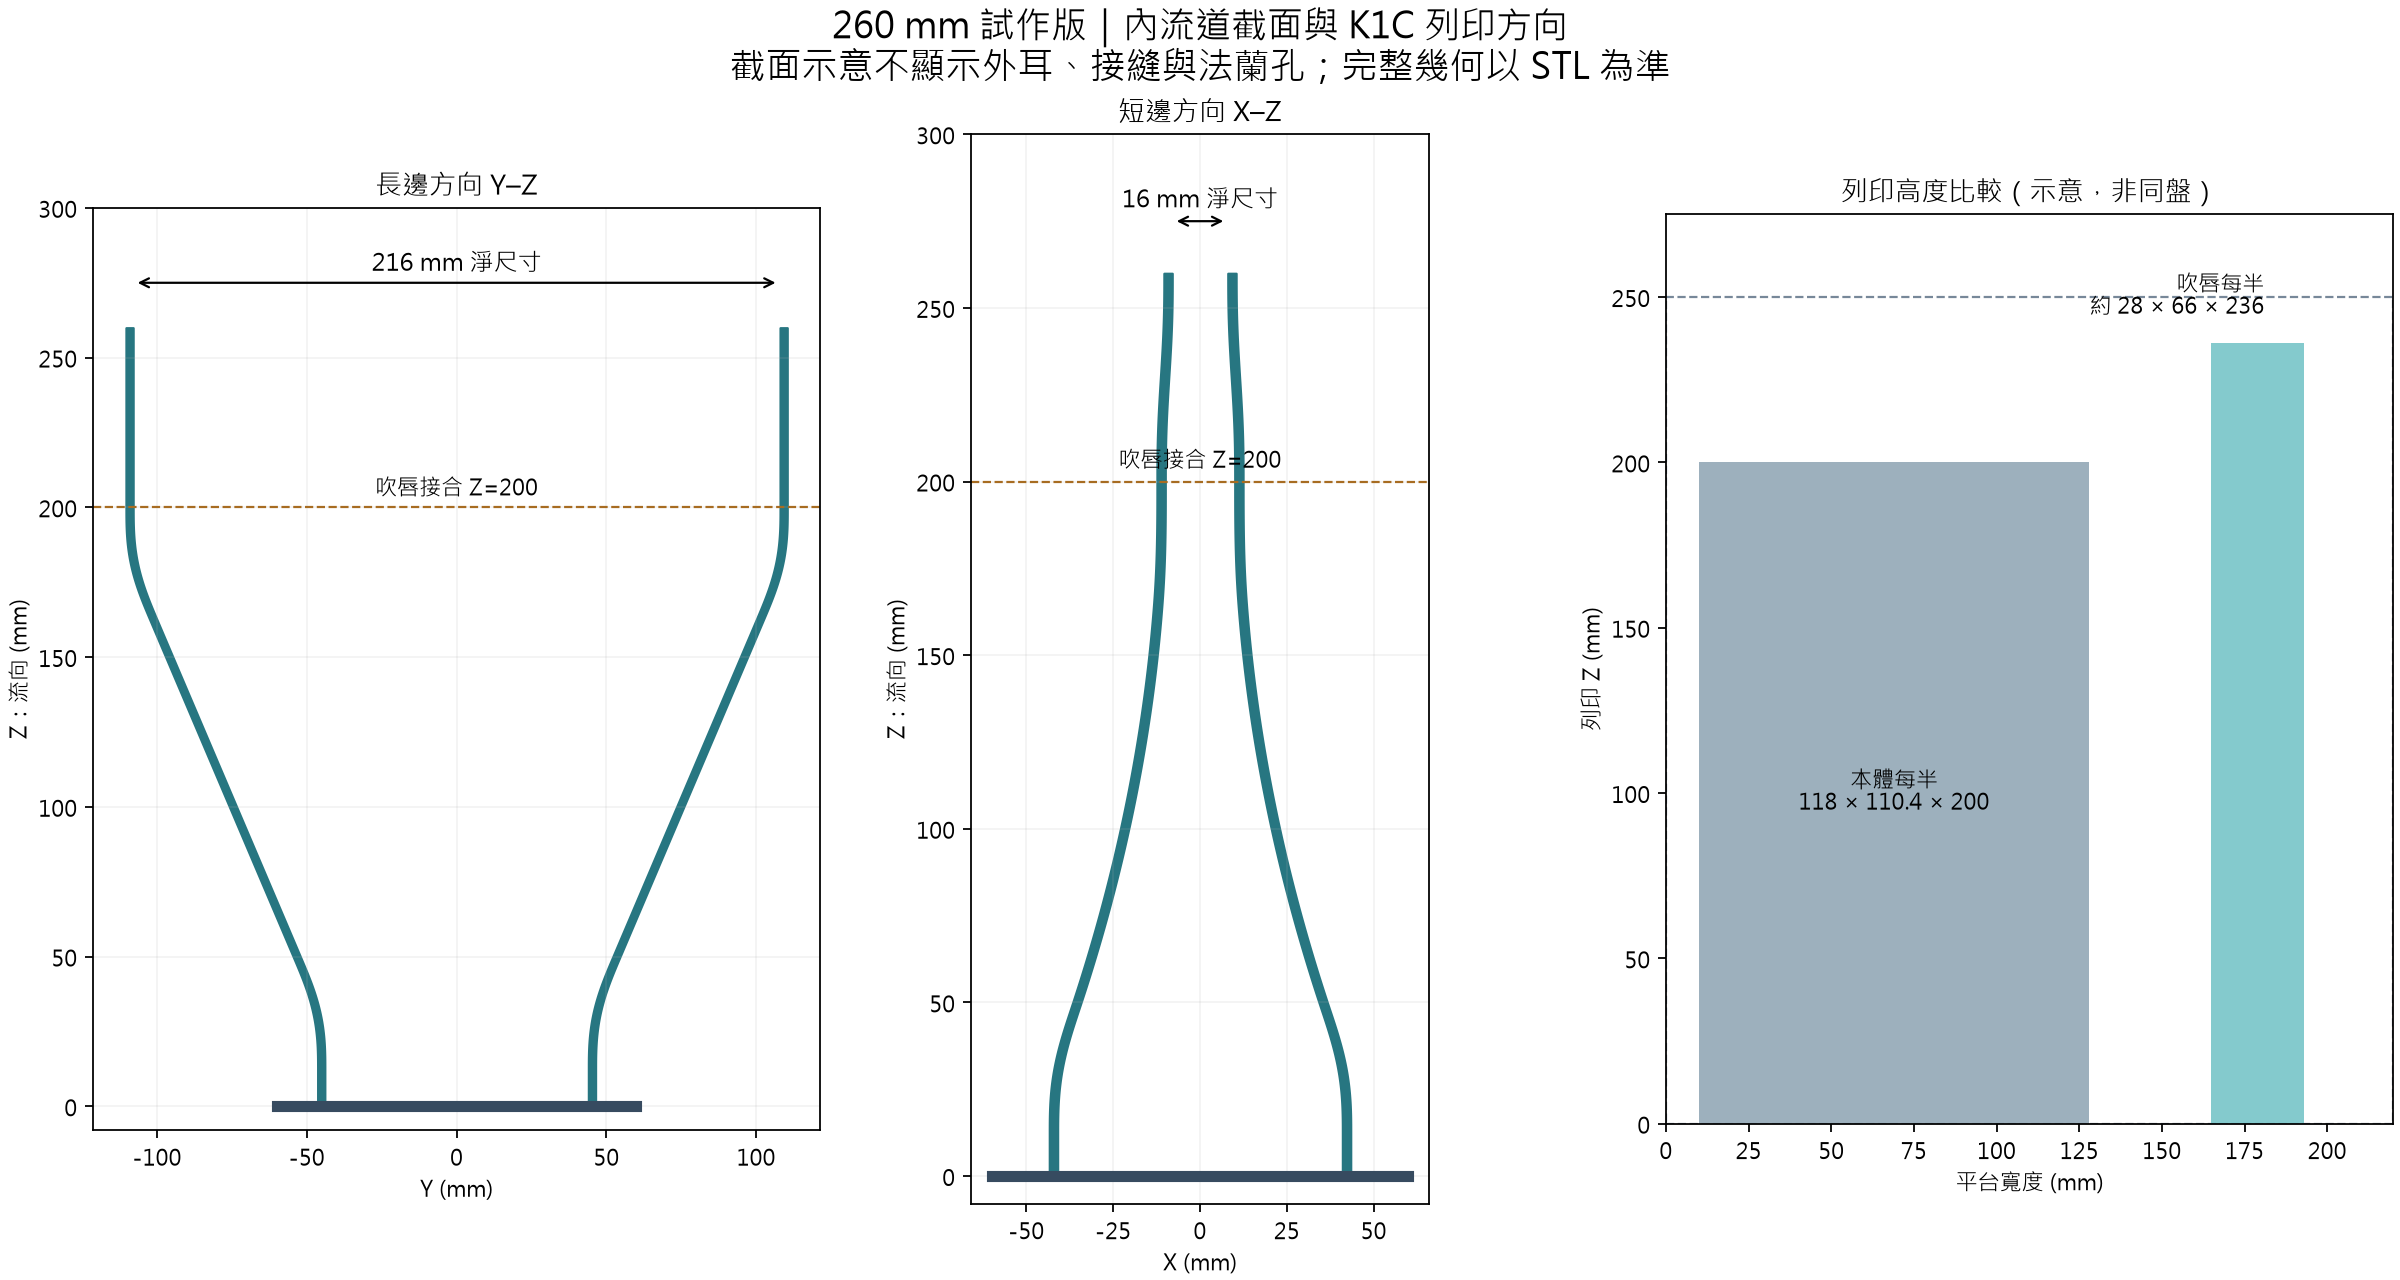 260 mm 試作版｜內流道截面與 K1C 列印方向
截面示意不顯示外耳、接縫與法蘭孔；完整幾何以 STL 為準
長邊方向 Y–Z
216 mm 淨尺寸
吹唇接合 Z=200
Z：流向 (mm)
300
250
200
150
100
50
0
-100 -50 0 50 100
Y (mm)
短邊方向 X–Z
16 mm 淨尺寸
吹唇接合 Z=200
Z：流向 (mm)
300
250
200
150
100
50
0
-50 -25 0 25 50
X (mm)
列印高度比較（示意，非同盤）
吹唇每半
約 28 × 66 × 236
本體每半
118 × 110.4 × 200
列印 Z (mm)
250
200
150
100
50
0
0 25 50 75 100 125 150 175 200
平台寬度 (mm)